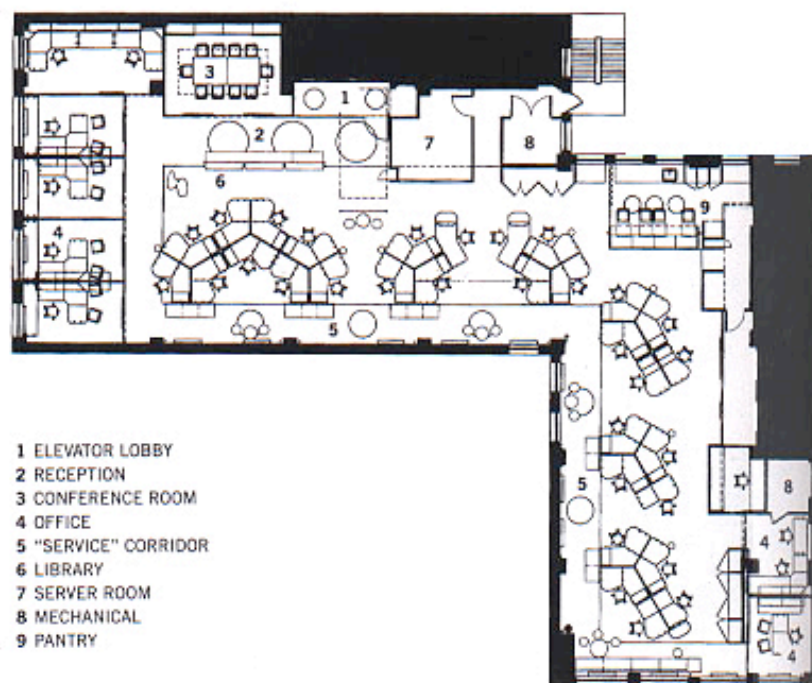 3
1
2
7
8
6
9
4
5
5
8
4
4
1 ELEVATOR LOBBY
2 RECEPTION
3 CONFERENCE ROOM
4 OFFICE
5 "SERVICE" CORRIDOR
6 LIBRARY
7 SERVER ROOM
8 MECHANICAL
9 PANTRY